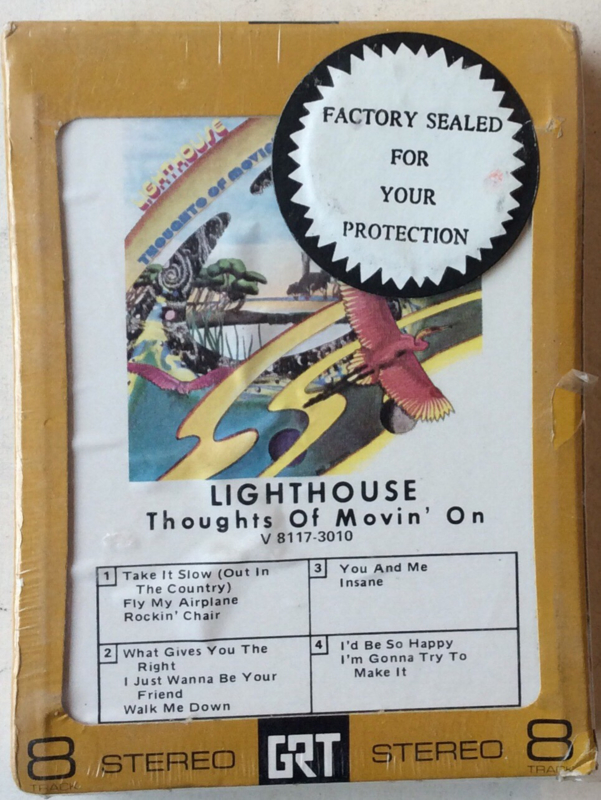 FACTORY SEALED
FOR
YOUR
PROTECTION
LIGHTHOUSE
THOUGHTS OF MOVIN'
LIGHTHOUSE
Thoughts Of Movin' On
V 8117-3010
1 Take It Slow (Out In
The Country)
Fly My Airplane
Rockin' Chair
2 What Gives You The
Right
I Just Wanna Be Your
Friend
Walk Me Down
3 You And Me
Insane
4 I'd Be So Happy
I'm Gonna Try To
Make It
8 STEREO GRT STEREO 8
TRACK TRACK